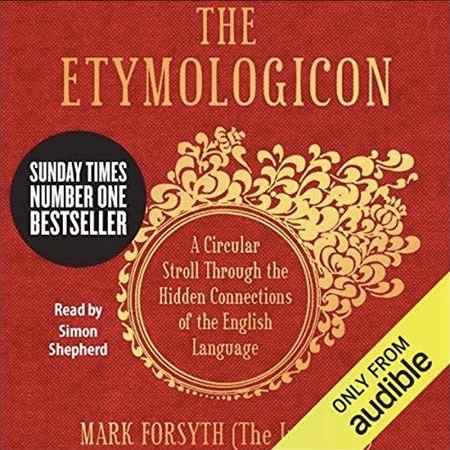 THE
ETYMOLOGICON
SUNDAY TIMES
NUMBER ONE
BESTSELLER
A Circular
Stroll Through the
Hidden Connections
of the English
Language
Read by
Simon
Shepherd
ONLY FROM
audible
MARK FORSYTH (The